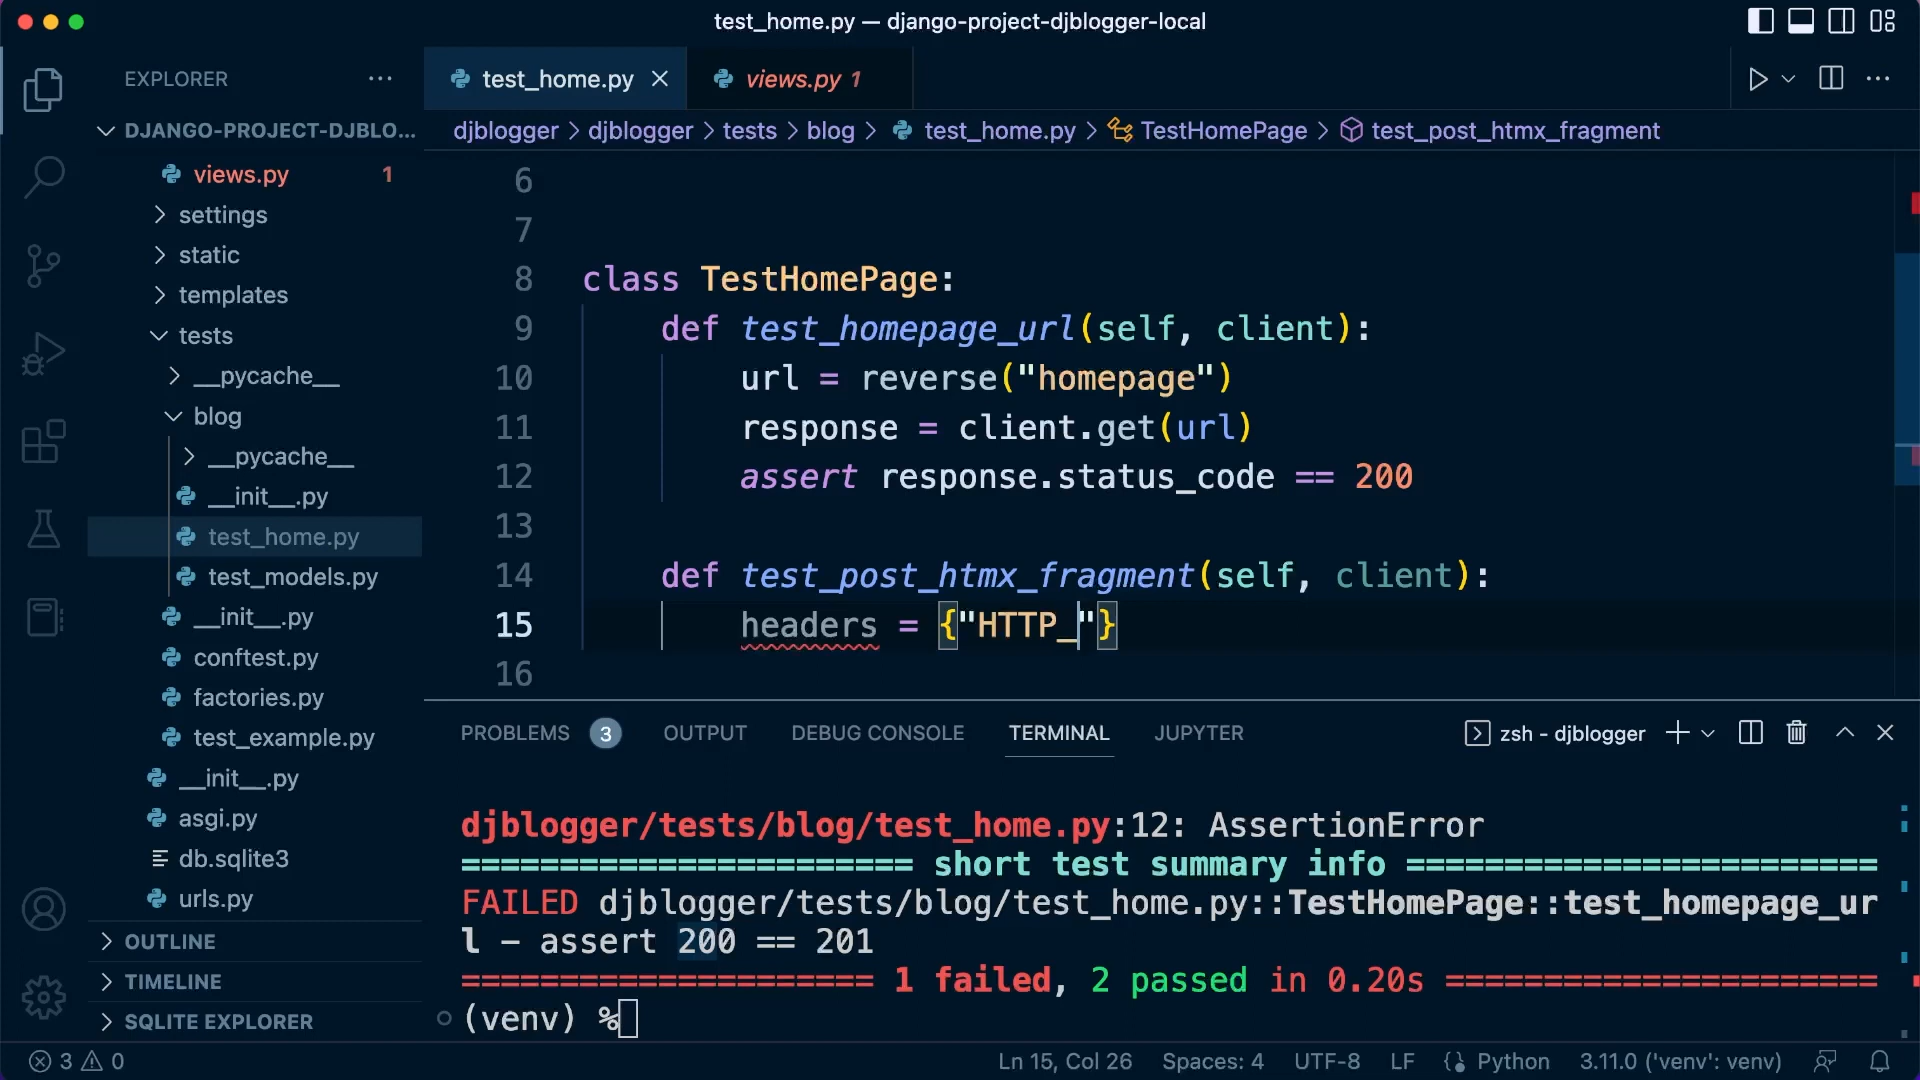 test_home.py — django-project-djblogger-local
EXPLORER
DJANGO-PROJECT-DJBLO...
views.py 1
settings
static
templates
tests
__pycache__
blog
__pycache__
__init__.py
test_home.py
test_models.py
__init__.py
conftest.py
factories.py
test_example.py
__init__.py
asgi.py
db.sqlite3
urls.py
OUTLINE
TIMELINE
SQLITE EXPLORER
test_home.py
views.py 1
djblogger > djblogger > tests > blog > test_home.py > TestHomePage > test_post_htmx_fragment
6
7
8 class TestHomePage:
9 def test_homepage_url(self, client):
10 url = reverse("homepage")
11 response = client.get(url)
12 assert response.status_code == 200
13
14 def test_post_htmx_fragment(self, client):
15 headers = {"HTTP_"}
16
PROBLEMS 3 OUTPUT DEBUG CONSOLE TERMINAL JUPYTER zsh - djblogger
djblogger/tests/blog/test_home.py:12: AssertionError
======================= short test summary info ========================
FAILED djblogger/tests/blog/test_home.py::TestHomePage::test_homepage_ur
l - assert 200 == 201
===================== 1 failed, 2 passed in 0.20s ======================
(venv) %
3 0 Ln 15, Col 26 Spaces: 4 UTF-8 LF Python 3.11.0 ('venv': venv)